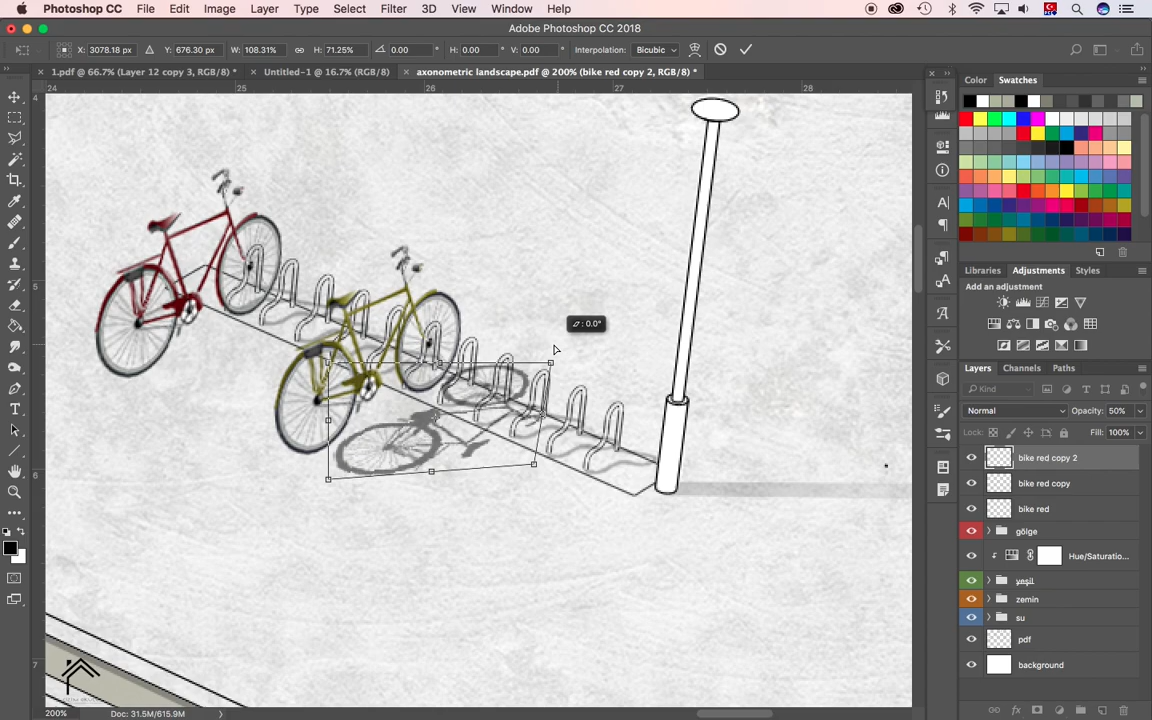 Photoshop CC File Edit Image Layer Type Select Filter 3D View Window Help
Adobe Photoshop CC 2018
X: 3078.18 px Y: 676.30 px W: 108.31% H: 71.25% 0.00 ° H: 0.00 ° V: 0.00 ° Interpolation: Bicubic
1.pdf @ 66.7% (Layer 12 copy 3, RGB/8) * Untitled-1 @ 16.7% (RGB/8) axonometric landscape.pdf @ 200% (bike red copy 2, RGB/8) *
24 25 26 27 28
4
5
6
7
: 0.0°
Color Swatches
Libraries Adjustments Styles
Add an adjustment
Layers Channels Paths
Kind
Normal Opacity: 50%
Lock: Fill: 100%
bike red copy 2
bike red copy
bike red
gölge
Hue/Saturatio...
yeşil
zemin
su
pdf
background
200% Doc: 31.5M/615.9M